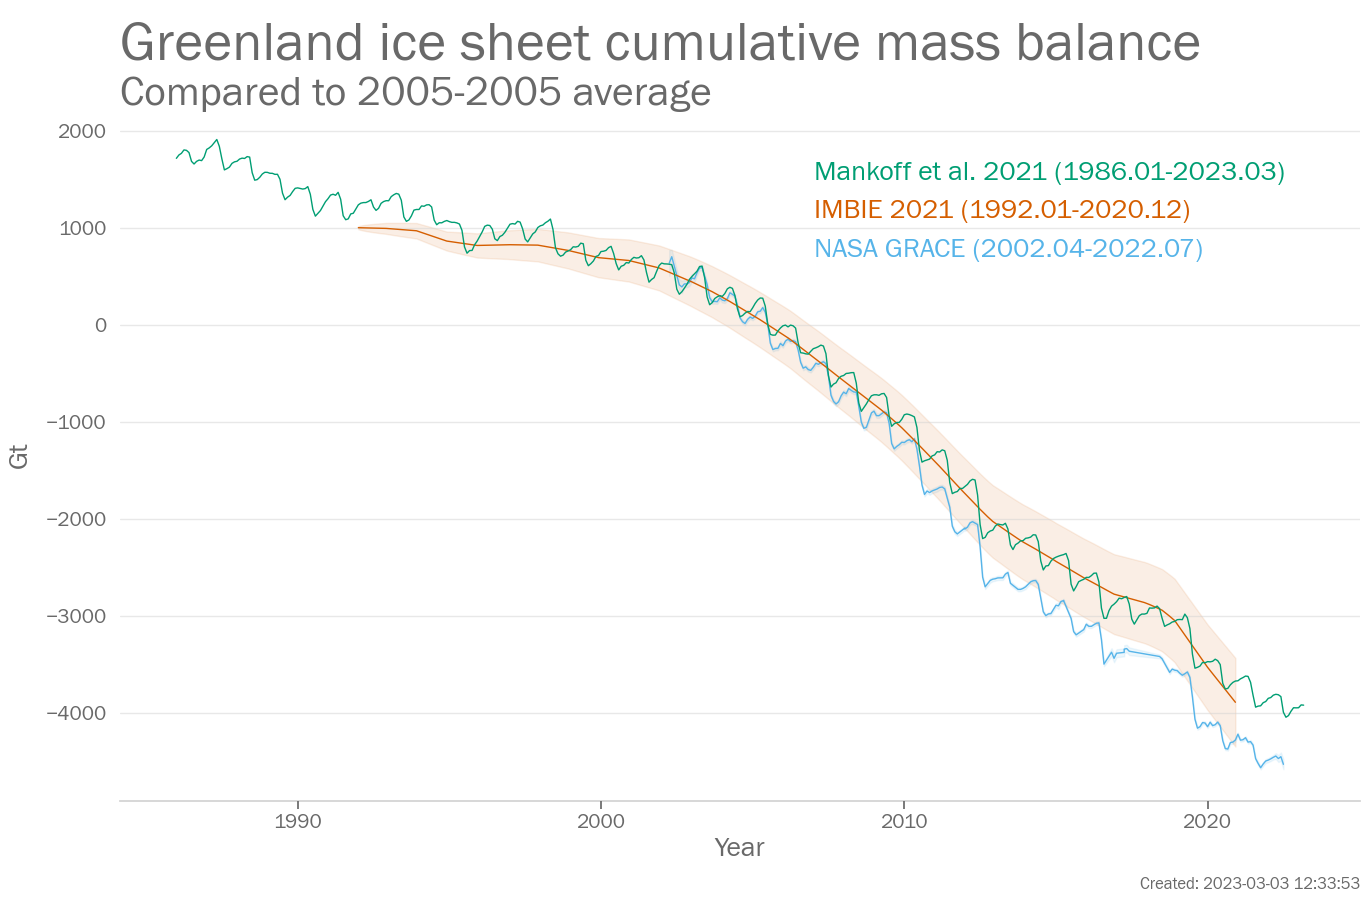 Greenland ice sheet cumulative mass balance
Compared to 2005-2005 average
2000
1000
0
−1000
−2000
−3000
−4000
Gt
Mankoff et al. 2021 (1986.01-2023.03)
IMBIE 2021 (1992.01-2020.12)
NASA GRACE (2002.04-2022.07)
1990 2000 2010 2020
Year
Created: 2023-03-03 12:33:53